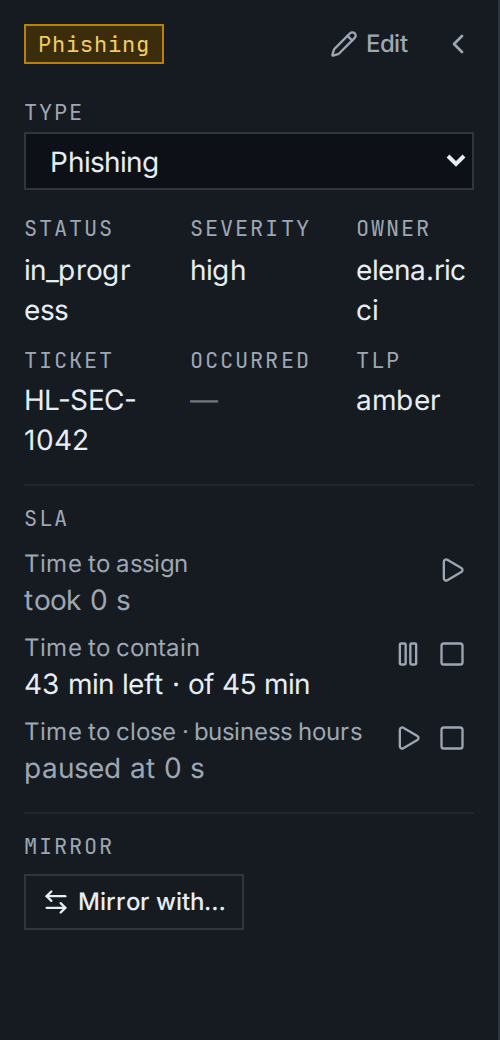 Phishing
Edit
TYPE
Phishing
STATUS SEVERITY OWNER
in_progr high elena.ric
ess ci
TICKET OCCURRED TLP
HL-SEC- — amber
1042
SLA
Time to assign
took 0 s
Time to contain
43 min left · of 45 min
Time to close · business hours
paused at 0 s
MIRROR
Mirror with...